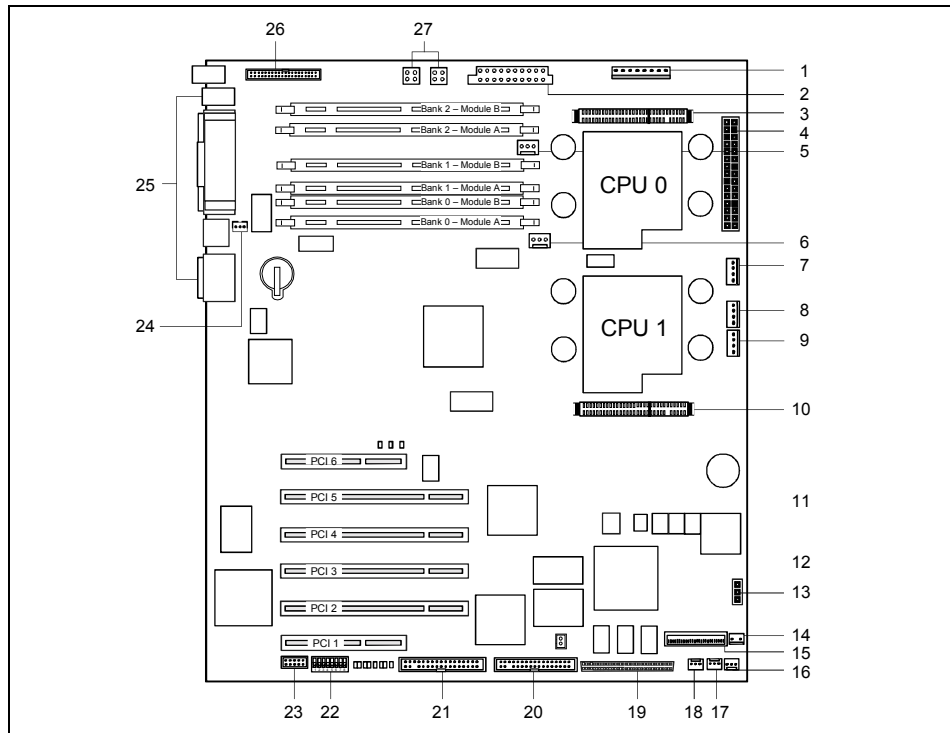 26
27
1
2
3
4
5
6
7
8
9
10
11
12
13
14
15
16
25
24
Bank 2 – Module B
Bank 2 – Module A
Bank 1 – Module B
Bank 1 – Module A
Bank 0 – Module B
Bank 0 – Module A
CPU 0
CPU 1
PCI 6
PCI 5
PCI 4
PCI 3
PCI 2
PCI 1
23
22
21
20
19
18
17